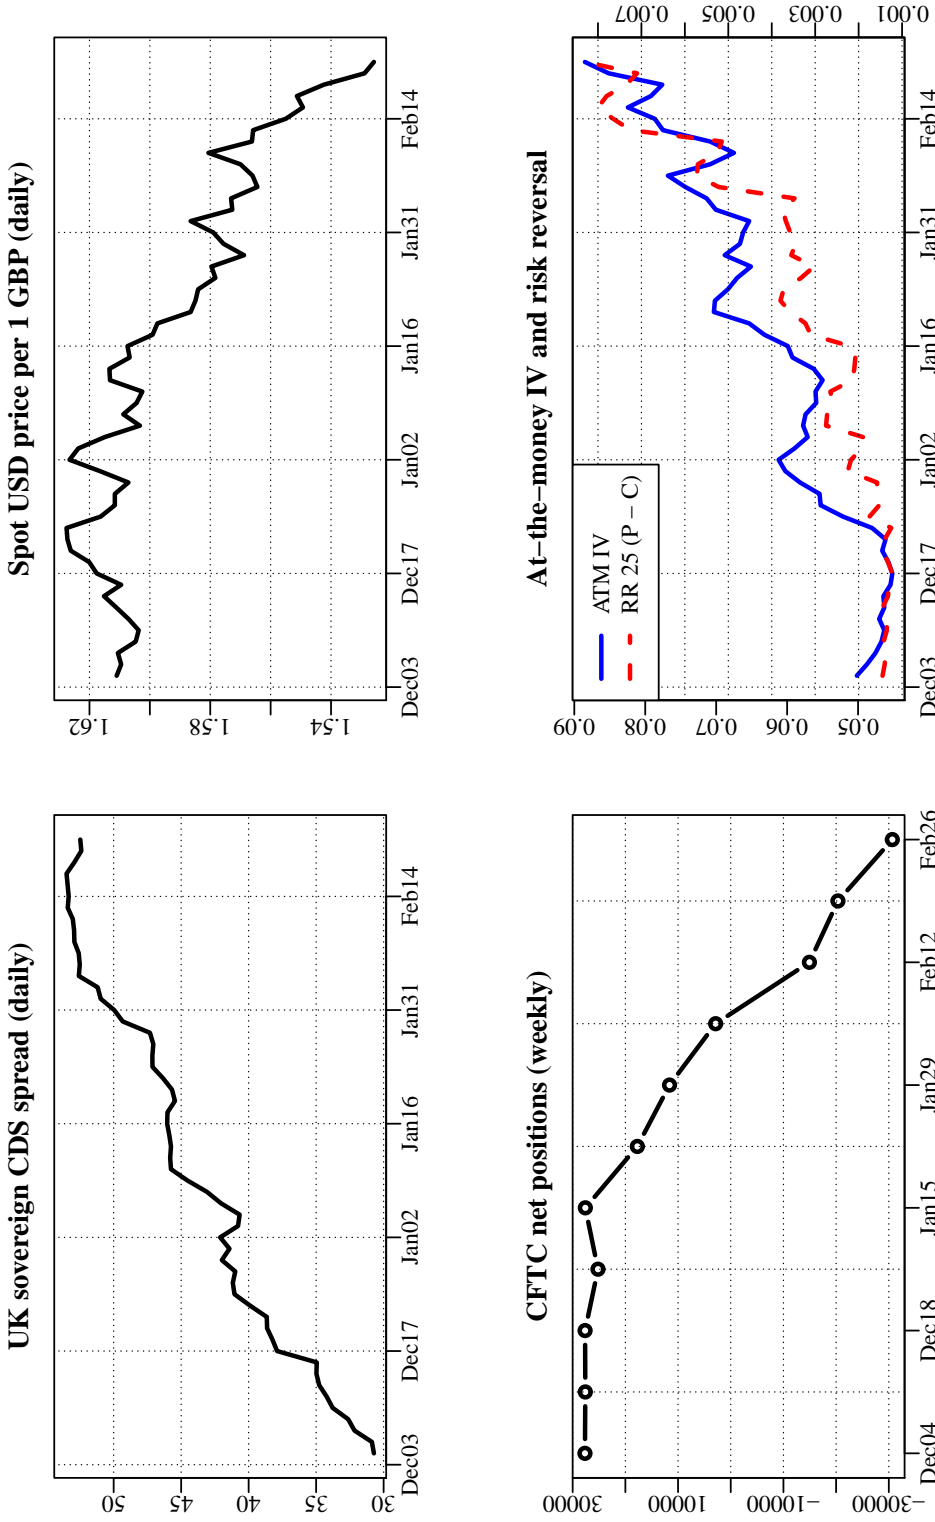 UK sovereign CDS spread (daily)
50
45
40
35
30
Dec03
Dec17
Jan02
Jan16
Jan31
Feb14
Spot USD price per 1 GBP (daily)
1.62
1.58
1.54
Dec03
Dec17
Jan02
Jan16
Jan31
Feb14
CFTC net positions (weekly)
30000
10000
−10000
−30000
Dec04
Dec18
Jan15
Jan29
Feb12
Feb26
At−the−money IV and risk reversal
ATM IV
RR 25 (P − C)
0.09
0.08
0.07
0.06
0.05
0.007
0.005
0.003
0.001
Dec03
Dec17
Jan02
Jan16
Jan31
Feb14